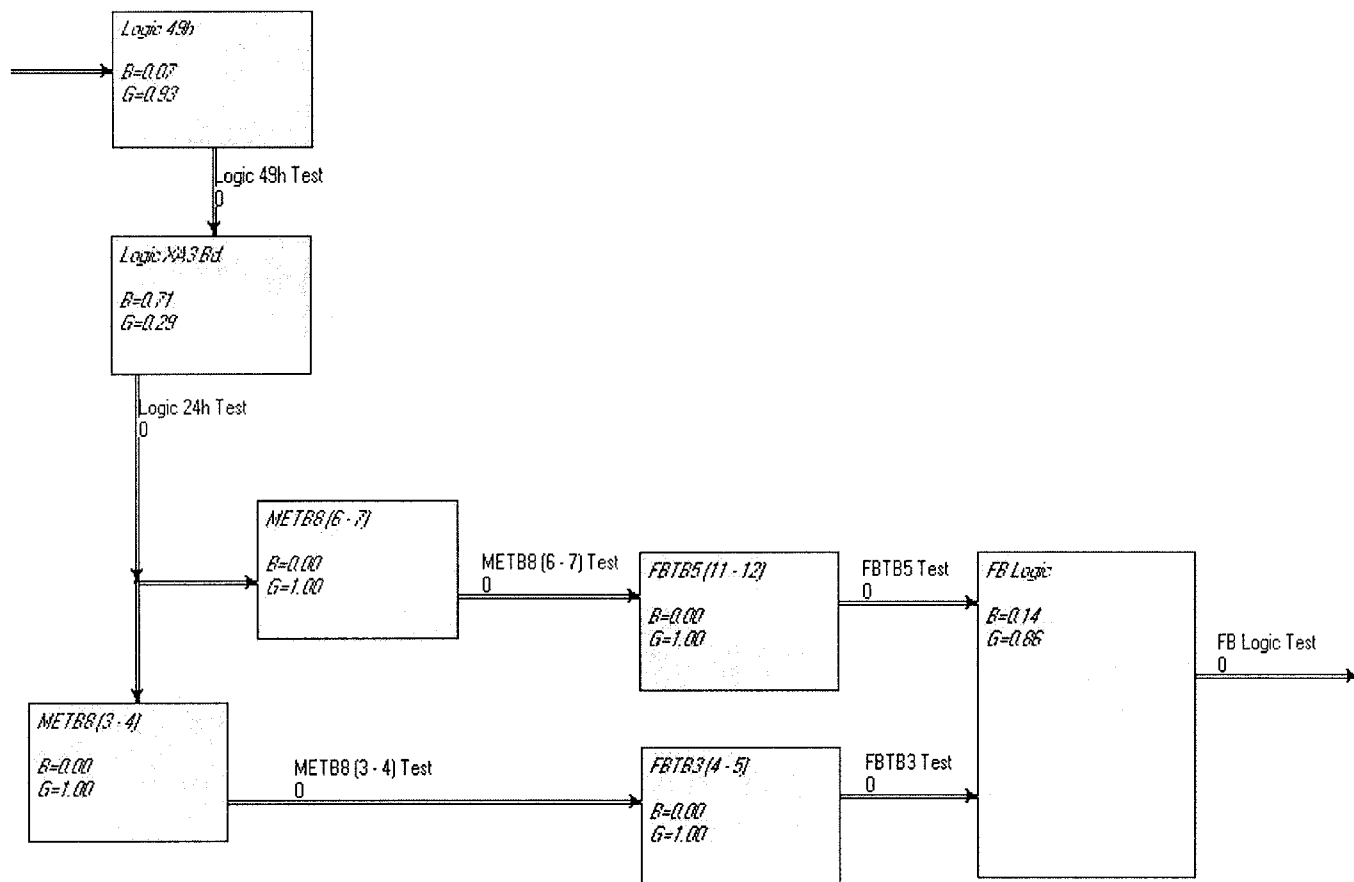 Logic 49h
B=0.07
G=0.93
Logic 49h Test
0
Logic XA3 Bd.
B=0.71
G=0.29
Logic 24h Test
0
METB8 (6 - 7)
B=0.00
G=1.00
METB8 (6 - 7) Test
0
FBTB5 (11 - 12)
B=0.00
G=1.00
FBTB5 Test
0
FB Logic
B=0.14
G=0.86
FB Logic Test
0
METB8 (3 - 4)
B=0.00
G=1.00
METB8 (3 - 4) Test
0
FBTB3 (4 - 5)
B=0.00
G=1.00
FBTB3 Test
0